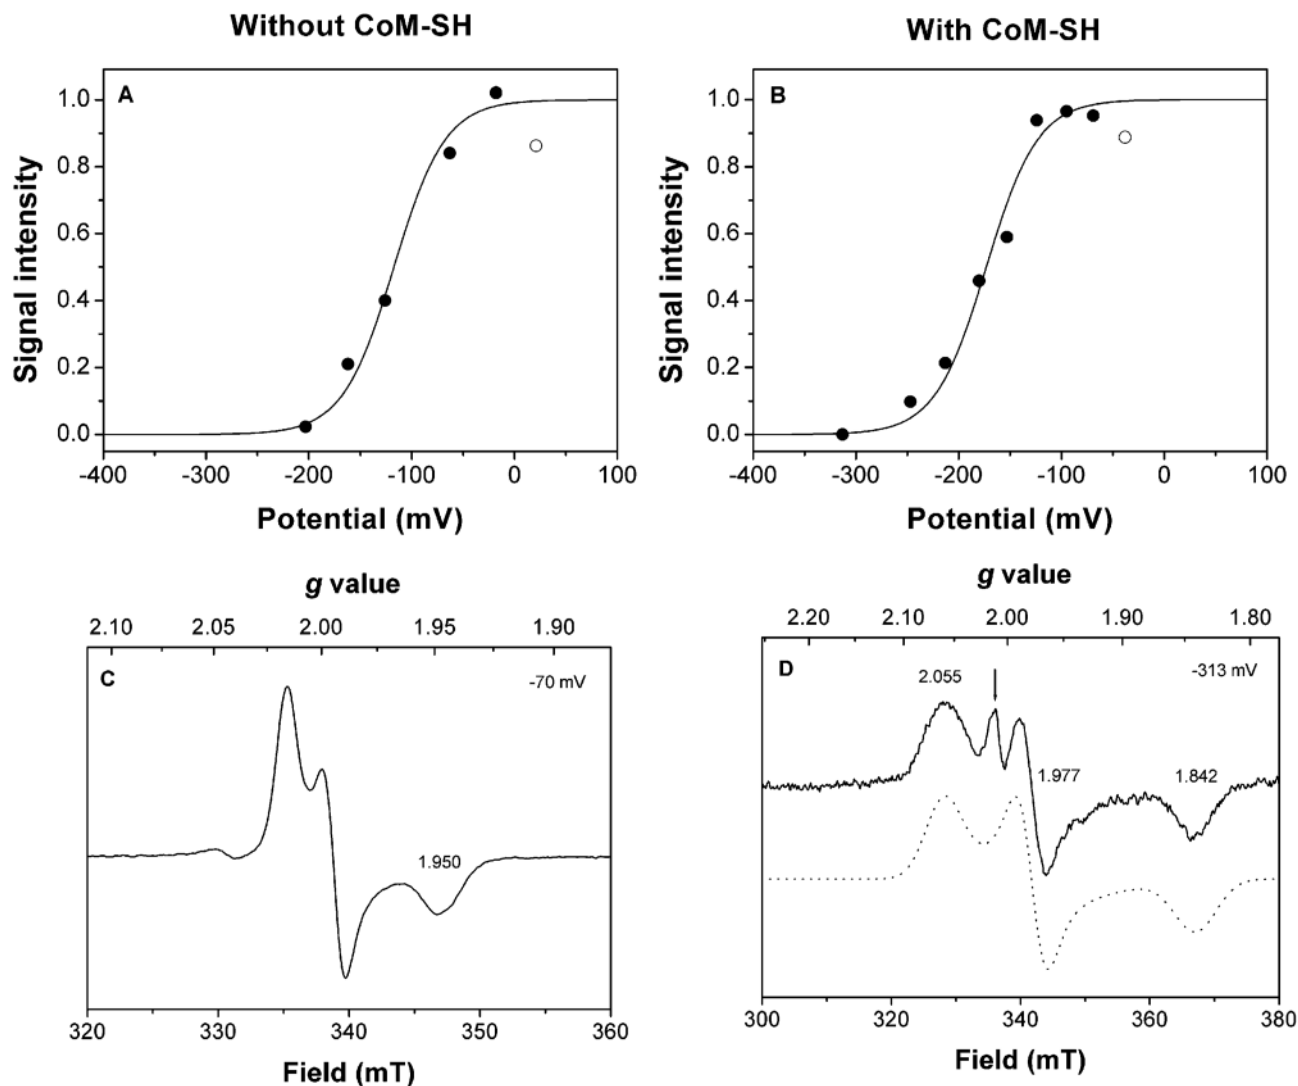 Without CoM-SH
With CoM-SH
A
1.0
0.8
0.6
0.4
0.2
0.0
Signal intensity
-400 -300 -200 -100 0 100
Potential (mV)
B
1.0
0.8
0.6
0.4
0.2
0.0
Signal intensity
-400 -300 -200 -100 0 100
Potential (mV)
g value
2.10 2.05 2.00 1.95 1.90
C
-70 mV
1.950
320 330 340 350 360
Field (mT)
g value
2.20 2.10 2.00 1.90 1.80
D
-313 mV
2.055
1.977
1.842
300 320 340 360 380
Field (mT)